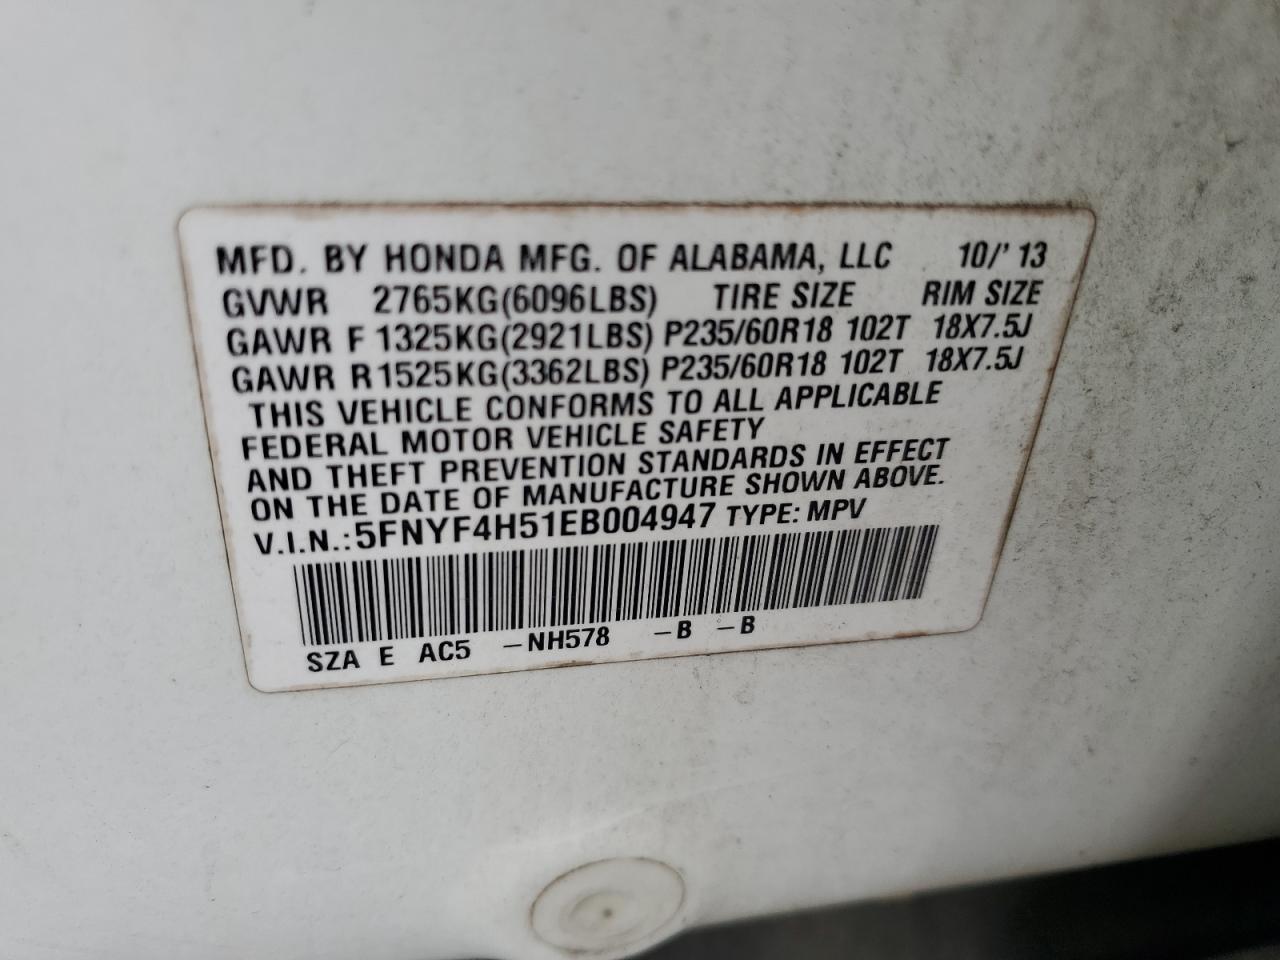 MFD. BY HONDA MFG. OF ALABAMA, LLC 10/'13
GVWR 2765KG(6096LBS) TIRE SIZE RIM SIZE
GAWR F 1325KG(2921LBS) P235/60R18 102T 18X7.5J
GAWR R 1525KG(3362LBS) P235/60R18 102T 18X7.5J
THIS VEHICLE CONFORMS TO ALL APPLICABLE
FEDERAL MOTOR VEHICLE SAFETY
AND THEFT PREVENTION STANDARDS IN EFFECT
ON THE DATE OF MANUFACTURE SHOWN ABOVE.
V.I.N.: 5FNYF4H51EB004947 TYPE: MPV
SZA E AC5 -NH578 -B -B